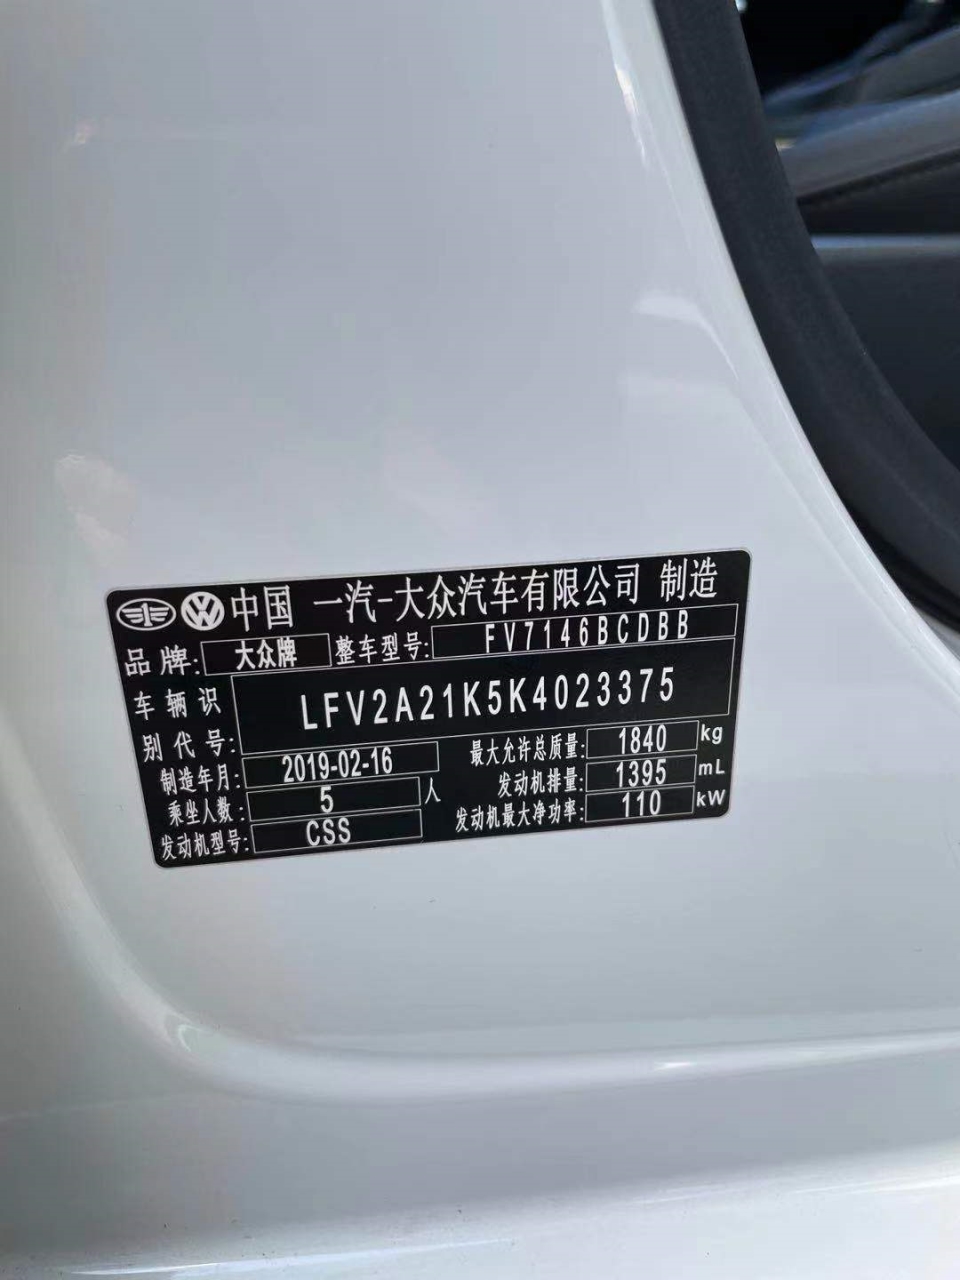 中国 一汽-大众汽车有限公司 制造
品牌: 大众牌 整车型号: FV7146BCDBB
车辆识别代号: LFV2A21K5K4023375
制造年月: 2019-02-16 最大允许总质量: 1840 kg
乘坐人数: 5 人 发动机排量: 1395 mL
发动机型号: CSS 发动机最大净功率: 110 kW